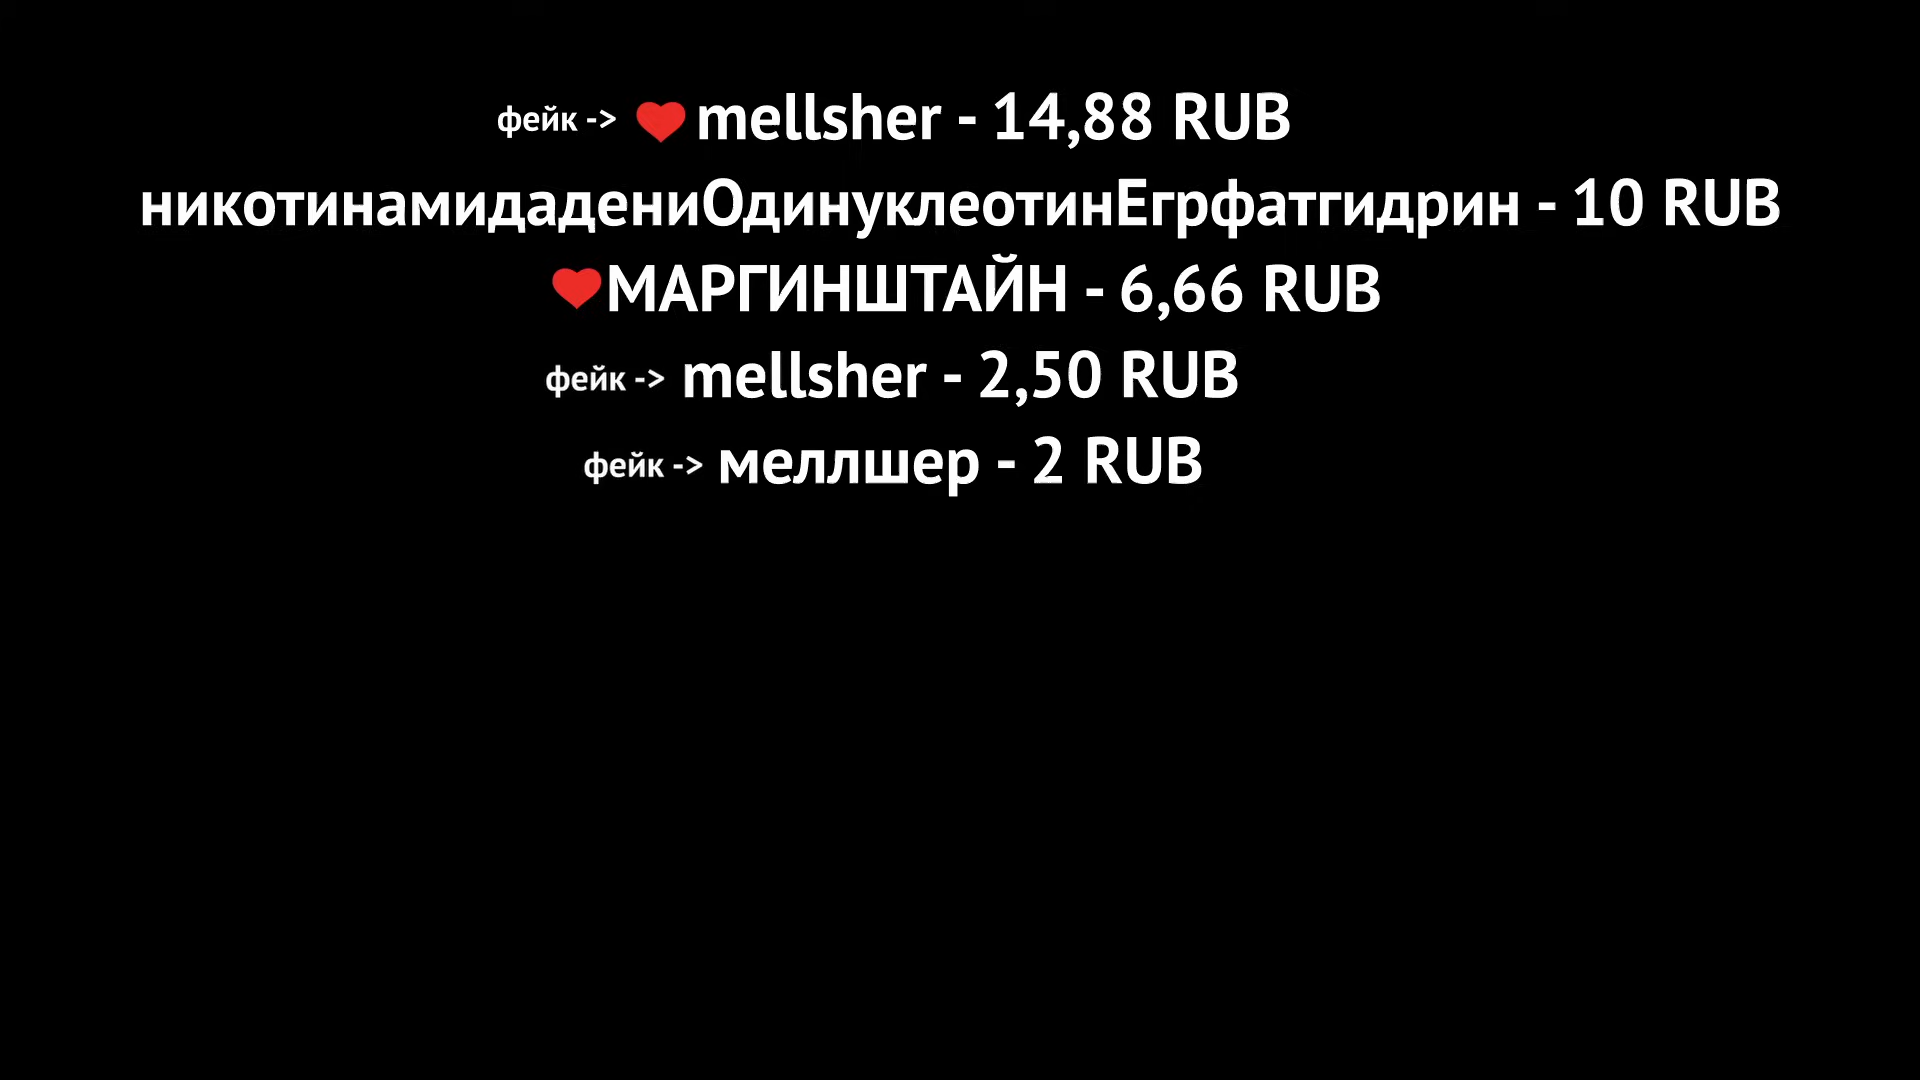 фейк -> ❤ mellsher - 14,88 RUB
никотинамидадениОдинуклеотинЕгрфатгидрин - 10 RUB
❤МАРГИНШТАЙН - 6,66 RUB
фейк -> mellsher - 2,50 RUB
фейк -> меллшер - 2 RUB